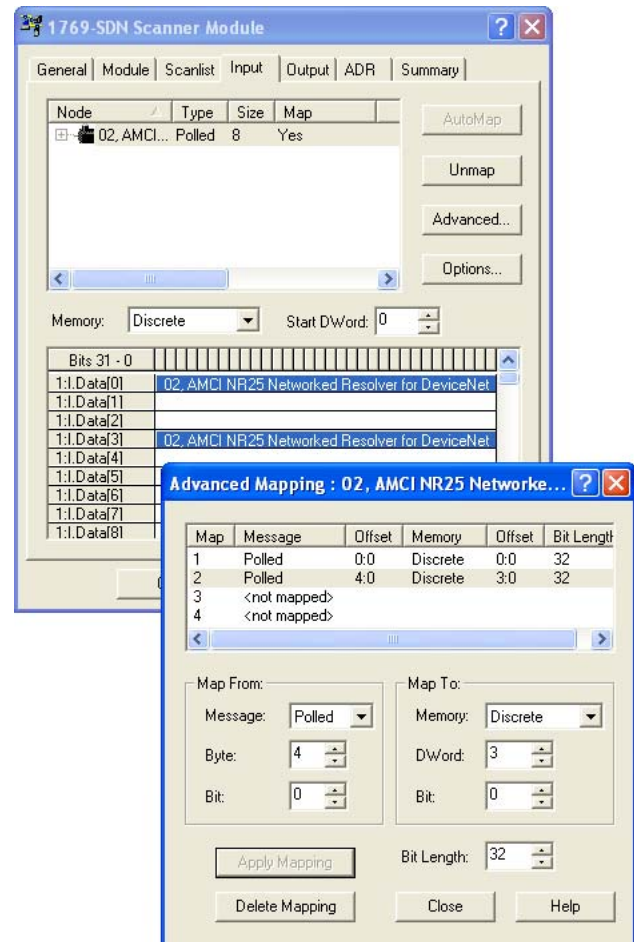 1769-SDN Scanner Module
General Module Scanlist Input Output ADR Summary
Node Type Size Map
02, AMCI... Polled 8 Yes
AutoMap
Unmap
Advanced...
Options...
Memory: Discrete Start DWord: 0
Bits 31 - 0
1:I.Data[0] 02, AMCI NR25 Networked Resolver for DeviceNet
1:I.Data[1]
1:I.Data[2]
1:I.Data[3] 02, AMCI NR25 Networked Resolver for DeviceNet
1:I.Data[4]
1:I.Data[5]
1:I.Data[6]
1:I.Data[7]
1:I.Data[8]
Advanced Mapping : 02, AMCI NR25 Networke...
Map Message Offset Memory Offset Bit Length
1 Polled 0:0 Discrete 0:0 32
2 Polled 4:0 Discrete 3:0 32
3 <not mapped>
4 <not mapped>
Map From:
Message: Polled
Byte: 4
Bit: 0
Map To:
Memory: Discrete
DWord: 3
Bit: 0
Apply Mapping
Bit Length: 32
Delete Mapping
Close
Help